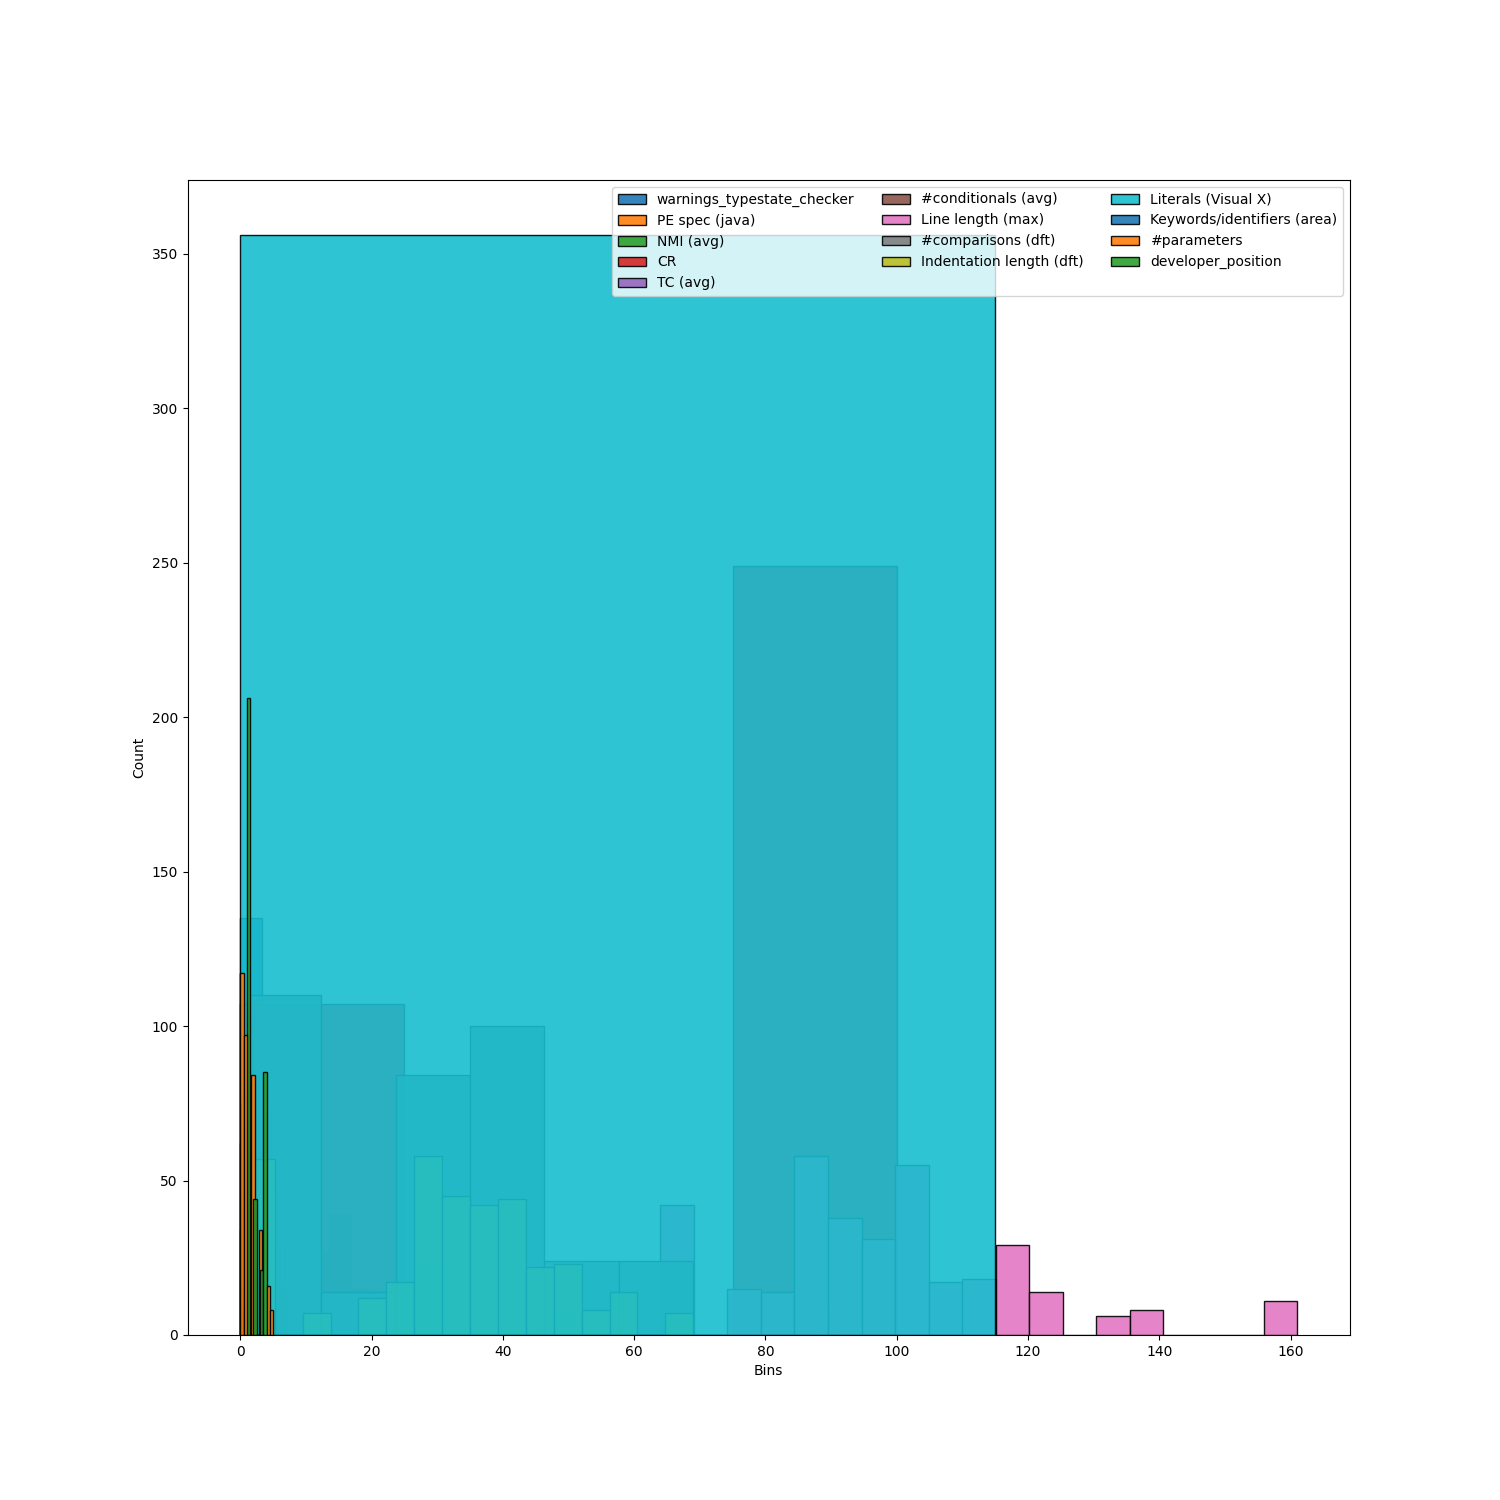 warnings_typestate_checker
PE spec (java)
NMI (avg)
CR
TC (avg)
#conditionals (avg)
Line length (max)
#comparisons (dft)
Indentation length (dft)
Literals (Visual X)
Keywords/identifiers (area)
#parameters
developer_position
350
300
250
200
150
100
50
0
Count
0 20 40 60 80 100 120 140 160
Bins